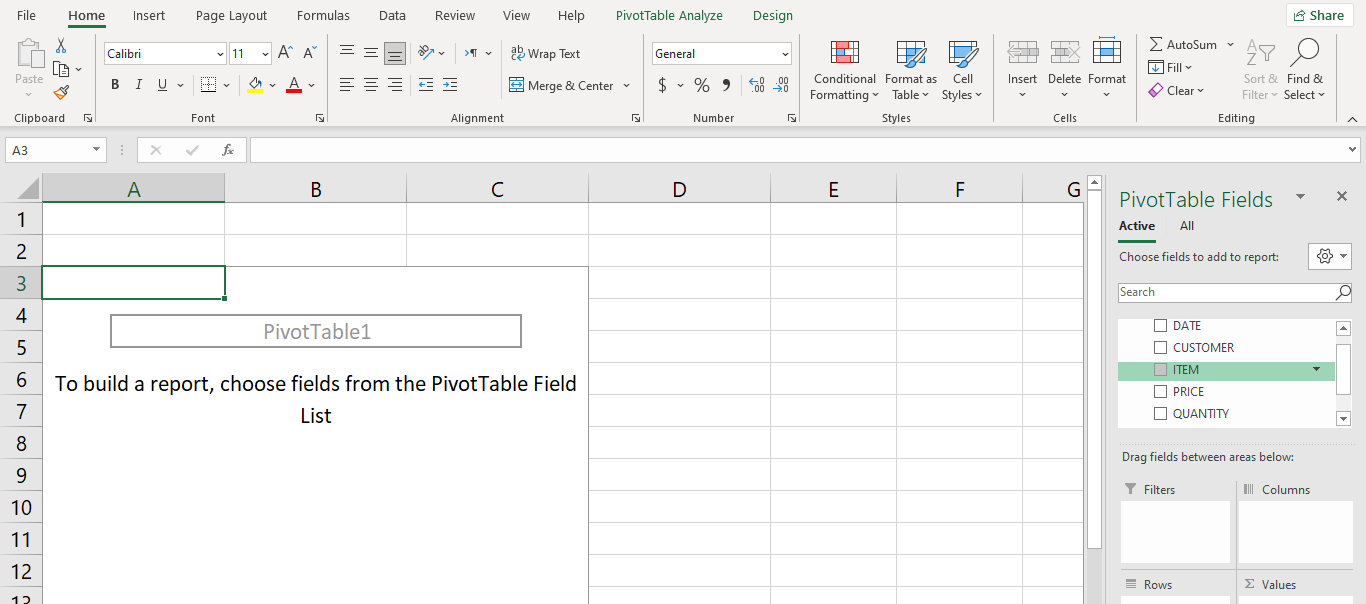 File Home Insert Page Layout Formulas Data Review View Help PivotTable Analyze Design Share
Calibri 11 A A ab Wrap Text General AutoSum A Z
Paste Conditional Format as Cell Insert Delete Format Fill Sort & Find &
B I U A Merge & Center $ % 9 .00 .00 Formatting Table Styles Clear Filter Select
Clipboard Font Alignment Number Styles Cells Editing
A3 fx
A B C D E F G
1
2
3
4
5
6
7
8
9
10
11
12
13
PivotTable1
To build a report, choose fields from the PivotTable Field
List
PivotTable Fields
Active All
Choose fields to add to report:
Search
DATE
CUSTOMER
ITEM
PRICE
QUANTITY
Drag fields between areas below:
Filters Columns
Rows Σ Values